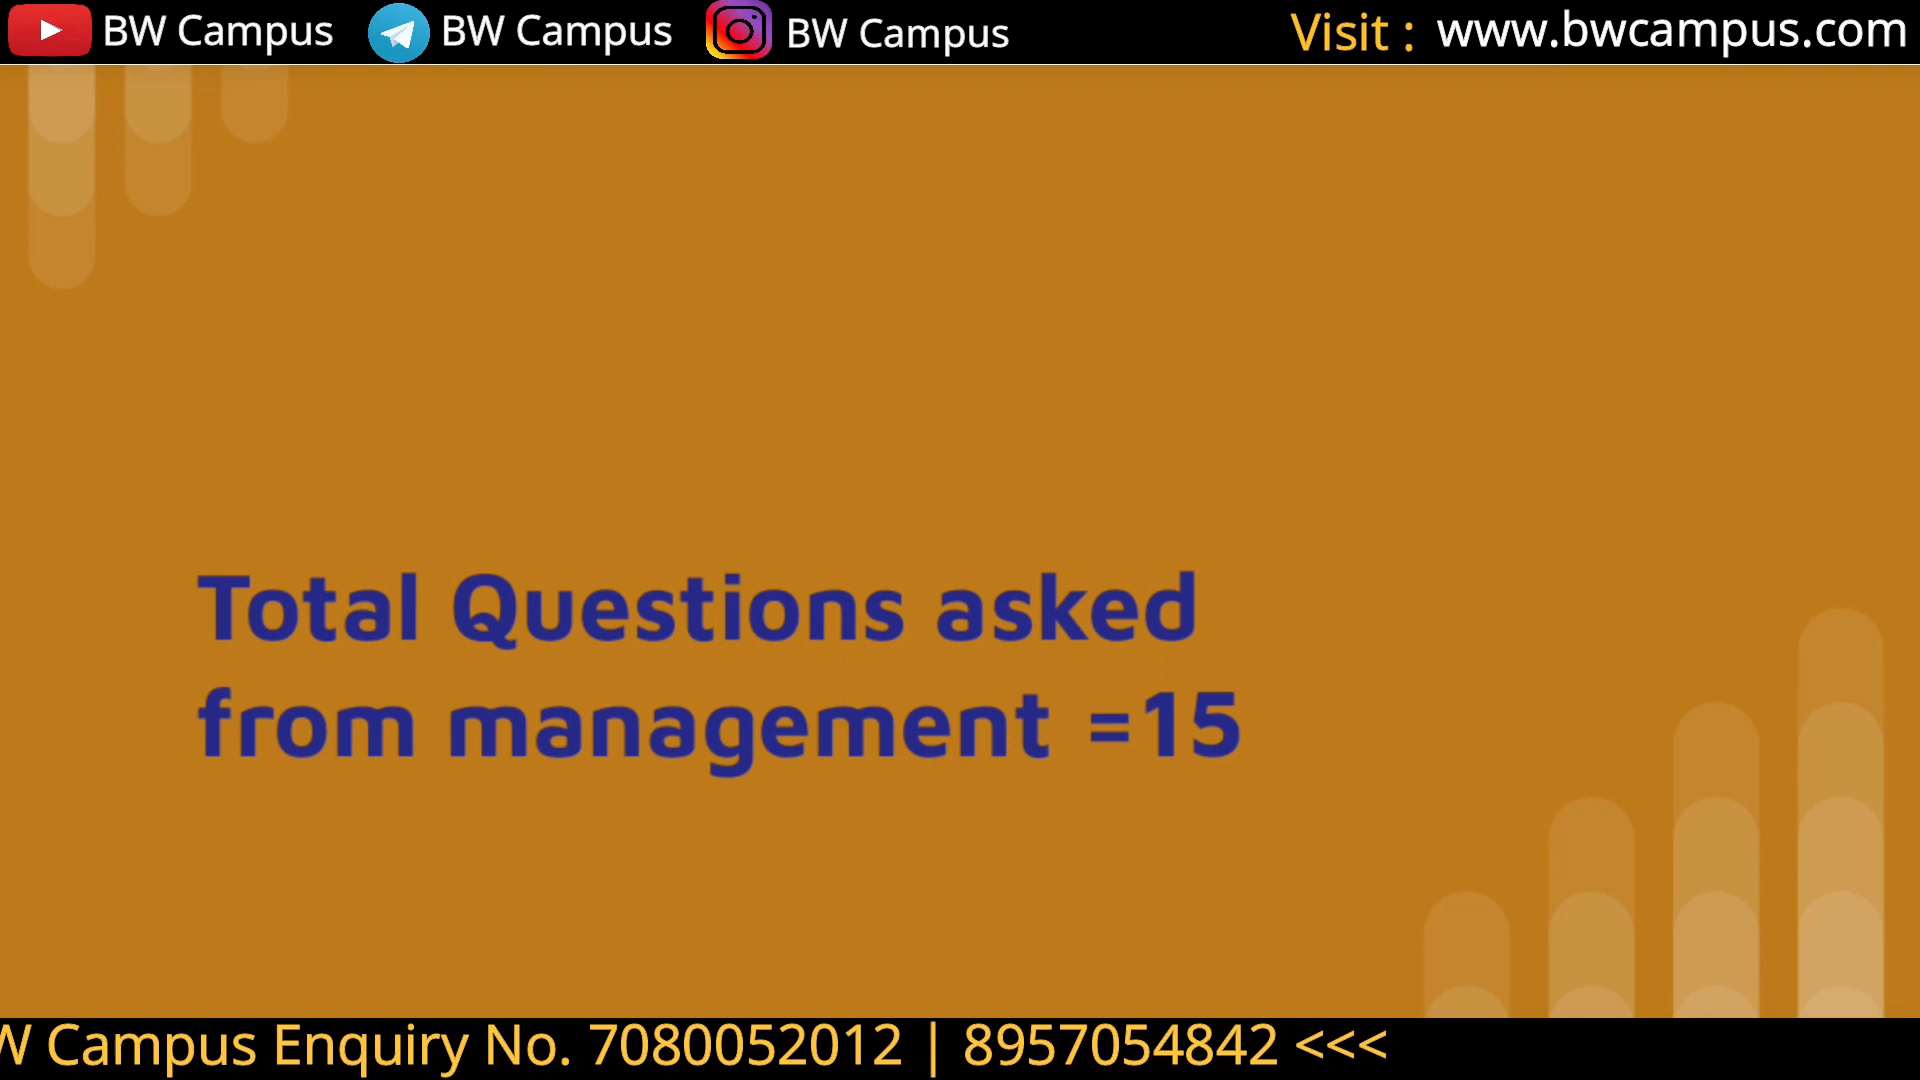 BW Campus BW Campus BW Campus Visit : www.bwcampus.com
Total Questions asked
from management =15
W Campus Enquiry No. 7080052012 | 8957054842 <<<